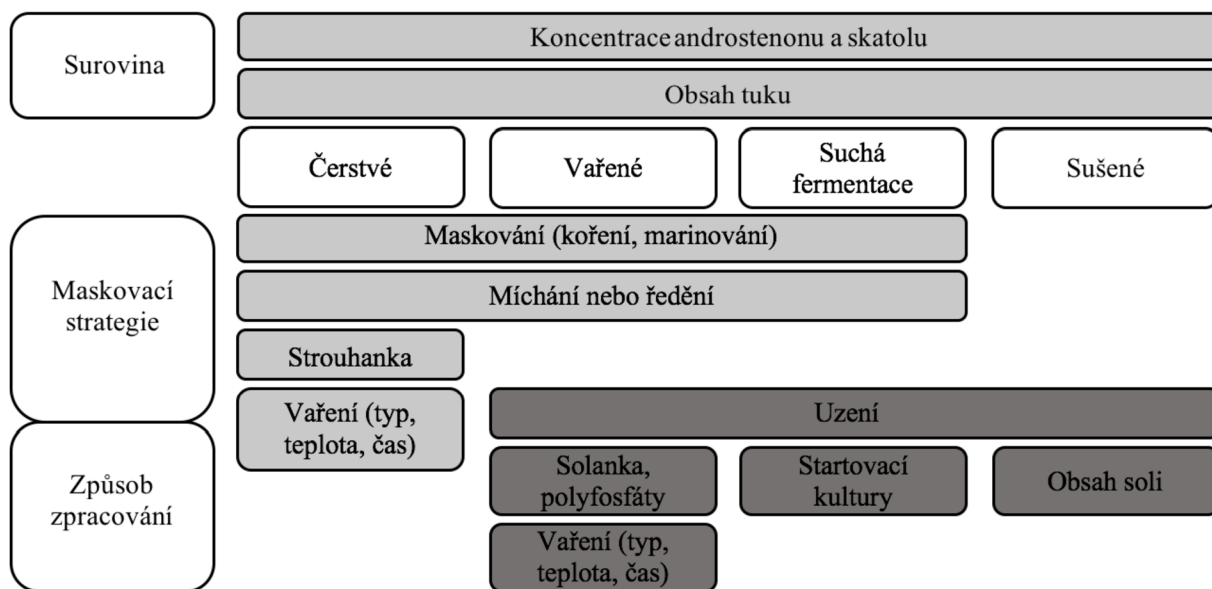 Surovina
Koncentrace androstenonu a skatolu
Obsah tuku
Čerstvé
Vařené
Suchá
fermentace
Sušené
Maskovací
strategie
Maskování (koření, marinování)
Míchání nebo ředění
Strouhanka
Vaření (typ,
teplota, čas)
Uzení
Způsob
zpracování
Solanka,
polyfosfáty
Startovací
kultury
Obsah soli
Vaření (typ,
teplota, čas)